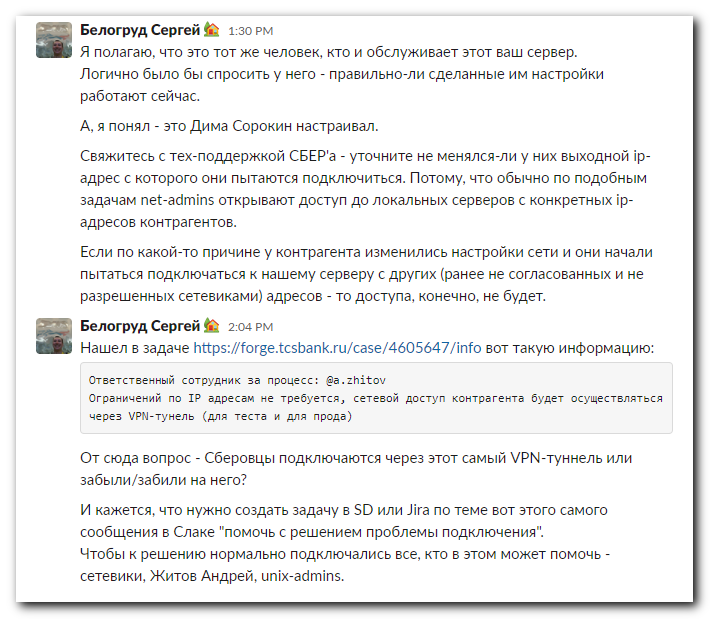 Белогруд Сергей 1:30 PM
Я полагаю, что это тот же человек, кто и обслуживает этот ваш сервер.
Логично было бы спросить у него - правильно-ли сделанные им настройки
работают сейчас.
А, я понял - это Дима Сорокин настраивал.
Свяжитесь с тех-поддержкой СБЕР'а - уточните не менялся-ли у них выходной ip-
адрес с которого они пытаются подключиться. Потому, что обычно по подобным
задачам net-admins открывают доступ до локальных серверов с конкретных ip-
адресов контрагентов.
Если по какой-то причине у контрагента изменились настройки сети и они начали
пытаться подключаться к нашему серверу с других (ранее не согласованных и не
разрешенных сетевиками) адресов - то доступа, конечно, не будет.
Белогруд Сергей 2:04 PM
Нашел в задаче https://forge.tcsbank.ru/case/4605647/info вот такую информацию:
Ответственный сотрудник за процесс: @a.zhitov
Ограничений по IP адресам не требуется, сетевой доступ контрагента будет осуществляться
через VPN-тунель (для теста и для прода)
От сюда вопрос - Сберовцы подключаются через этот самый VPN-туннель или
забыли/забили на него?
И кажется, что нужно создать задачу в SD или Jira по теме вот этого самого
сообщения в Слаке "помочь с решением проблемы подключения".
Чтобы к решению нормально подключались все, кто в этом может помочь -
сетевики, Житов Андрей, unix-admins.